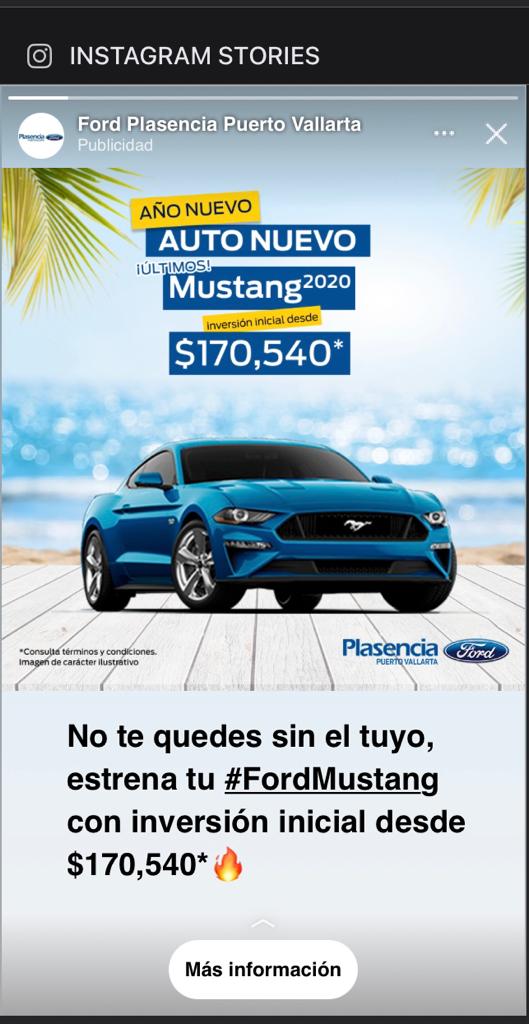 INSTAGRAM STORIES
Plasencia Ford
Ford Plasencia Puerto Vallarta
Publicidad
AÑO NUEVO
AUTO NUEVO
¡ÚLTIMOS!
Mustang2020
inversión inicial desde
$170,540*
*Consulta términos y condiciones.
Imagen de carácter ilustrativo
Plasencia Ford
PUERTO VALLARTA
No te quedes sin el tuyo,
estrena tu #FordMustang
con inversión inicial desde
$170,540*🔥
Más información